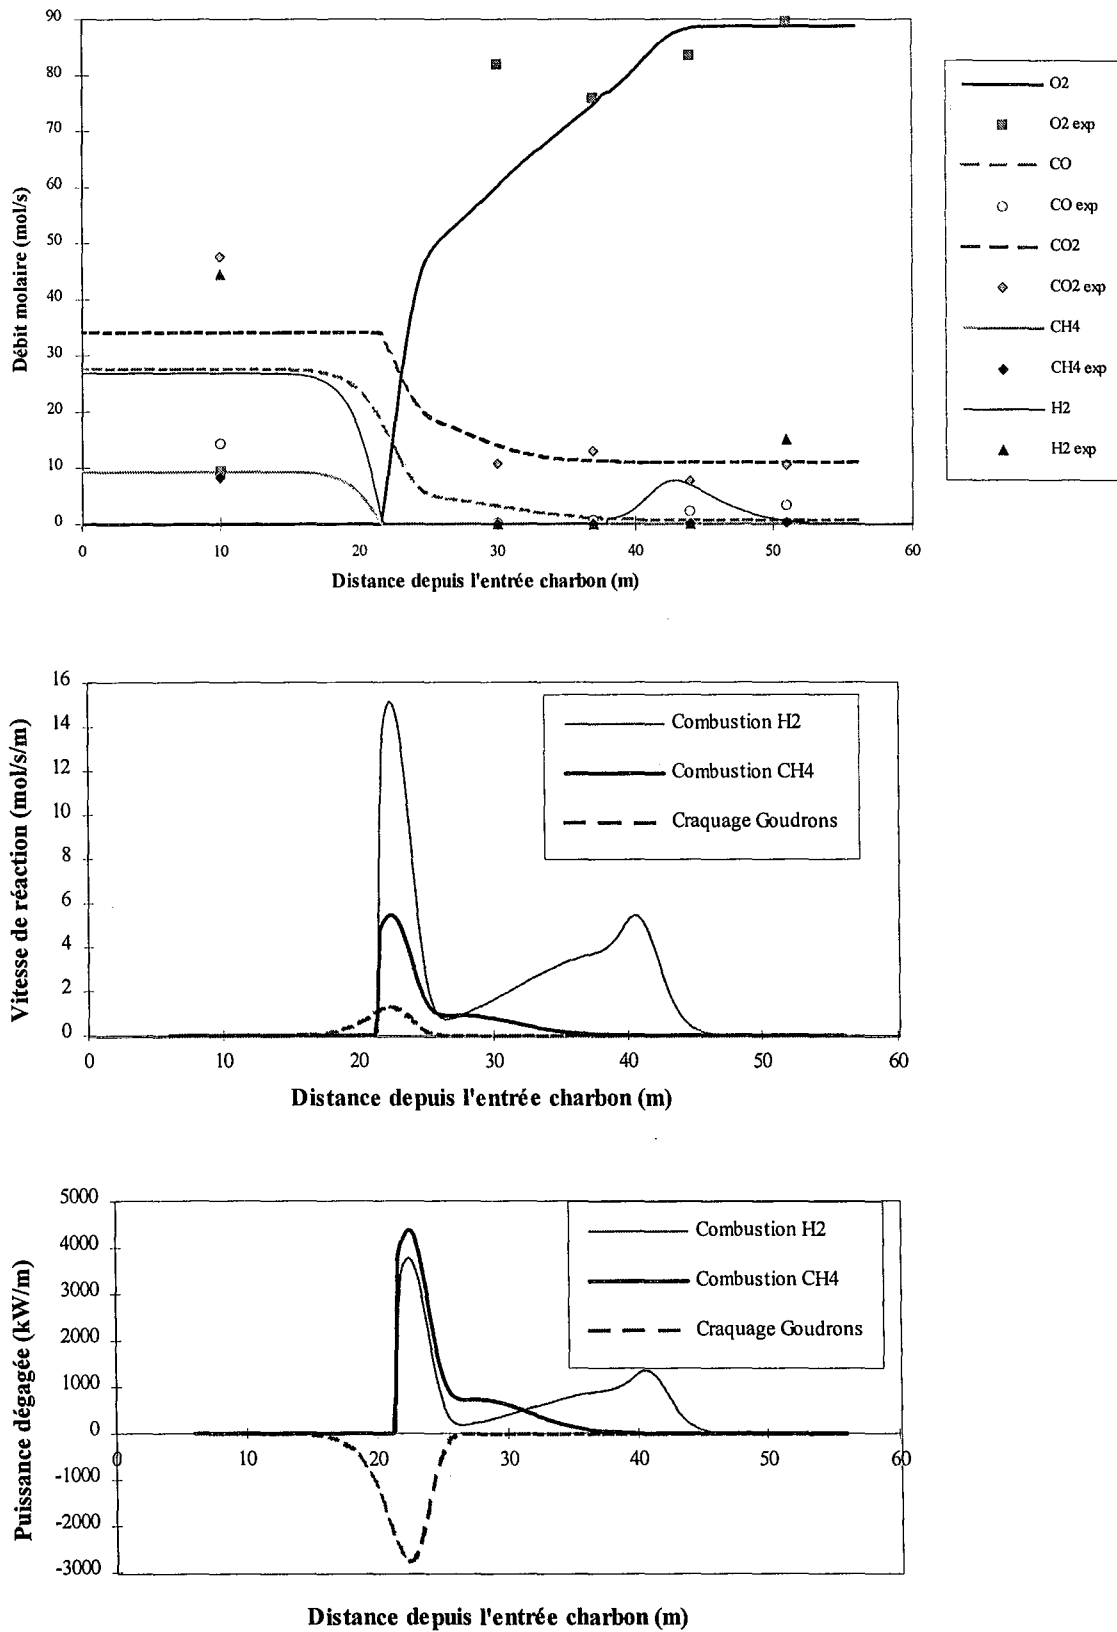 90
80
70
60
50
40
30
20
10
0
Débit molaire (mol/s)
0 10 20 30 40 50 60
Distance depuis l'entrée charbon (m)
O2
O2 exp
CO
CO exp
CO2
CO2 exp
CH4
CH4 exp
H2
H2 exp
16
14
12
10
8
6
4
2
0
Vitesse de réaction (mol/s/m)
Combustion H2
Combustion CH4
Craquage Goudrons
0 10 20 30 40 50 60
Distance depuis l'entrée charbon (m)
5000
4000
3000
2000
1000
0
-1000
-2000
-3000
Puissance dégagée (kW/m)
Combustion H2
Combustion CH4
Craquage Goudrons
0 10 20 30 40 50 60
Distance depuis l'entrée charbon (m)